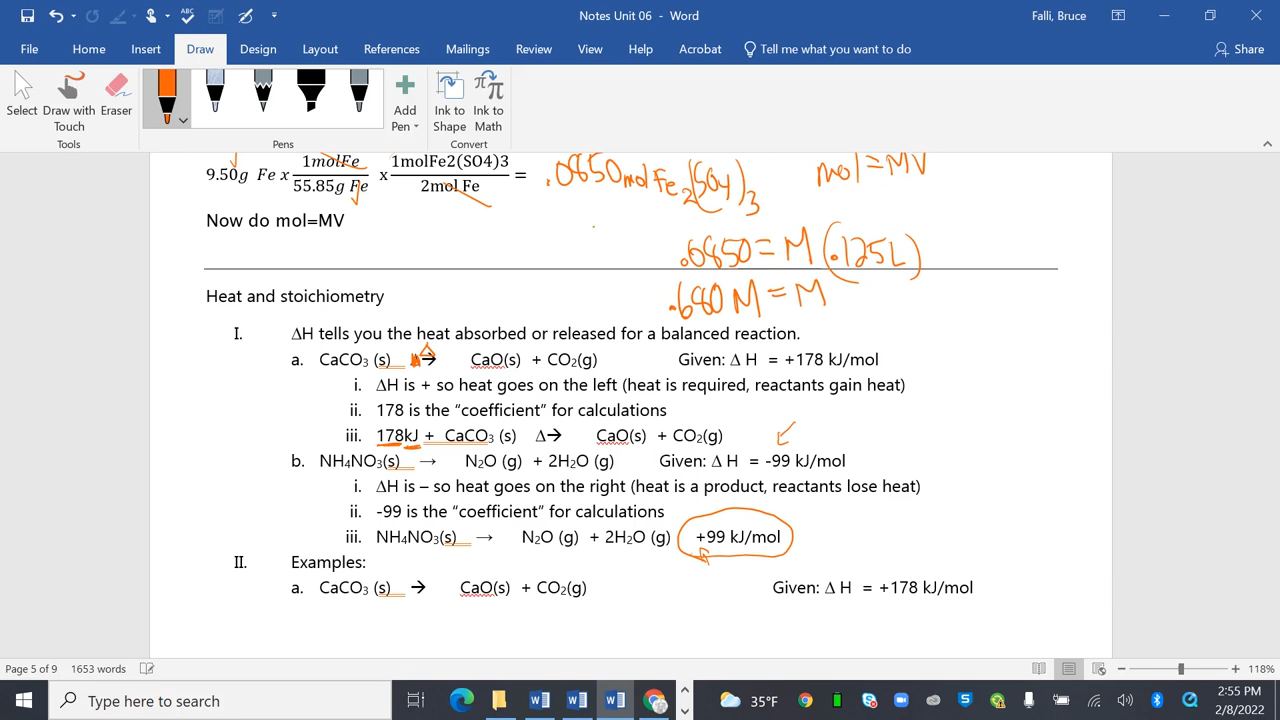 Notes Unit 06 - Word
Falli, Bruce
File Home Insert Draw Design Layout References Mailings Review View Help Acrobat Tell me what you want to do Share
Select Draw with Touch Eraser Add Pen Ink to Shape Ink to Math
Tools Pens Convert
9.50g Fe x 1molFe/55.85g Fe x 1molFe2(SO4)3/2mol Fe = .0850 mol Fe2(SO4)3 mol = MV
Now do mol=MV
.0850 = M (.125L)
.680 M = M
Heat and stoichiometry
I. ΔH tells you the heat absorbed or released for a balanced reaction.
a. CaCO3 (s) Δ → CaO(s) + CO2(g) Given: Δ H = +178 kJ/mol
i. ΔH is + so heat goes on the left (heat is required, reactants gain heat)
ii. 178 is the “coefficient” for calculations
iii. 178kJ + CaCO3 (s) Δ→ CaO(s) + CO2(g)
b. NH4NO3(s) → N2O (g) + 2H2O (g) Given: Δ H = -99 kJ/mol
i. ΔH is – so heat goes on the right (heat is a product, reactants lose heat)
ii. -99 is the “coefficient” for calculations
iii. NH4NO3(s) → N2O (g) + 2H2O (g) +99 kJ/mol
II. Examples:
a. CaCO3 (s) → CaO(s) + CO2(g) Given: Δ H = +178 kJ/mol
Page 5 of 9 1653 words 118%
Type here to search 35°F 2:55 PM
2/8/2022